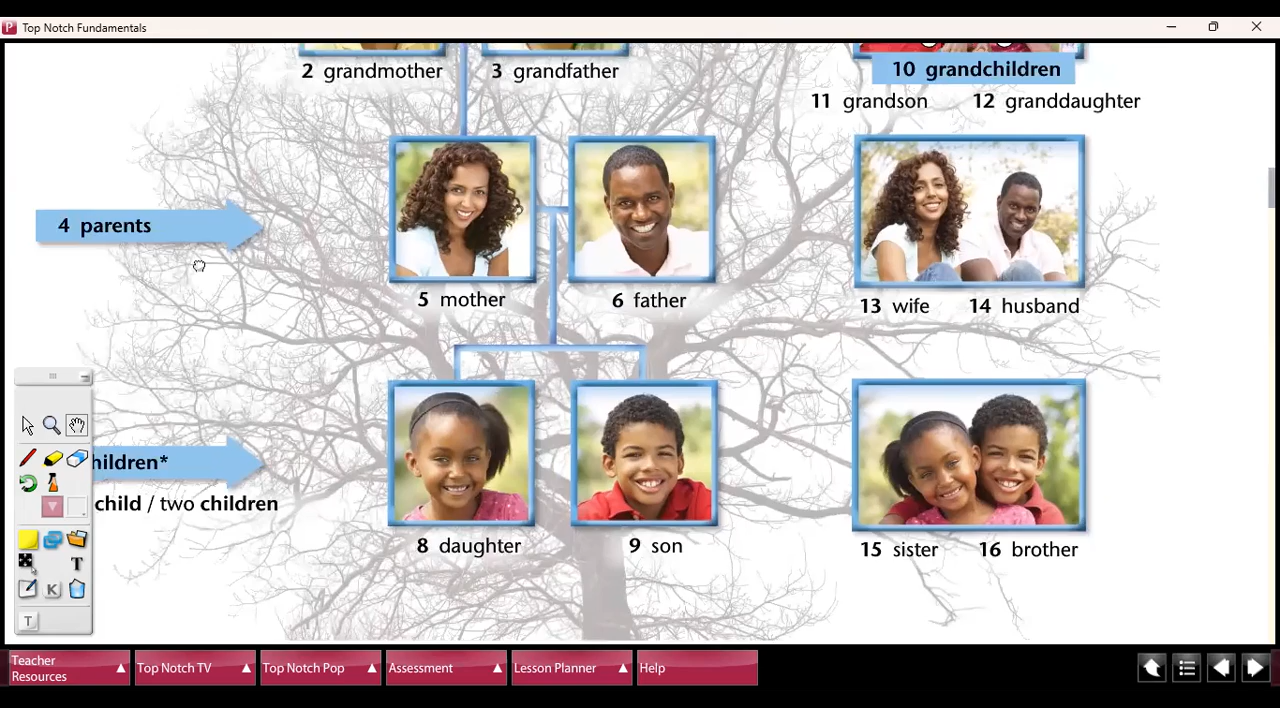 Top Notch Fundamentals
2 grandmother 3 grandfather
10 grandchildren
11 grandson 12 granddaughter
4 parents
5 mother 6 father
13 wife 14 husband
hildren*
child / two children
8 daughter 9 son
15 sister 16 brother
T
K
T
Teacher Resources
Top Notch TV
Top Notch Pop
Assessment
Lesson Planner
Help